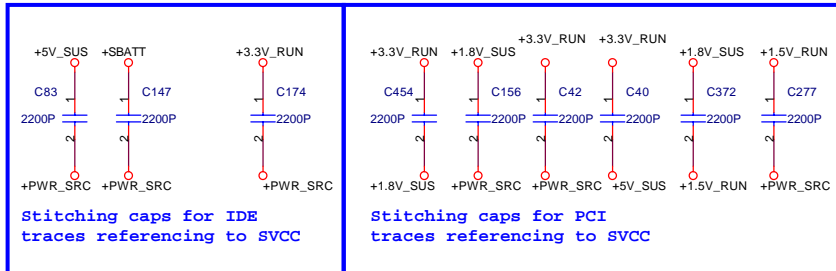 +5V_SUS +SBATT +3.3V_RUN
C83 C147 C174
1 1 1
2200P 2200P 2200P
2 2 2
+PWR_SRC +PWR_SRC +PWR_SRC
Stitching caps for IDE
traces referencing to SVCC
+3.3V_RUN +1.8V_SUS +3.3V_RUN +3.3V_RUN +1.8V_SUS +1.5V_RUN
C454 C156 C42 C40 C372 C277
1 1 1 1 1 1
2200P 2200P 2200P 2200P 2200P 2200P
2 2 2 2 2 2
+1.8V_SUS +PWR_SRC +PWR_SRC +5V_SUS +1.5V_RUN +PWR_SRC
Stitching caps for PCI
traces referencing to SVCC